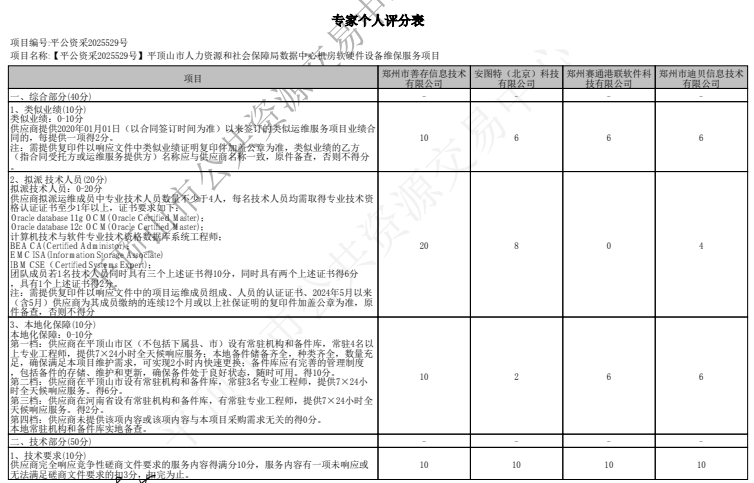 专家个人评分表
项目编号:平公资采2025529号
项目名称:【平公资采2025529号】平顶山市人力资源和社会保障局数据中心机房软硬件设备维保服务项目
项目 郑州市善存信息技术有限公司 安图特（北京）科技有限公司 郑州赛通港联软件科技有限公司 郑州市迪贝信息技术有限公司
一、综合部分(40分) - - - -
1、类似业绩(10分)
类似业绩: 0-10分
供应商提供2020年01月01日（以合同签订时间为准）以来签订的类似运维服务项目业绩合
同的，每提供一项得2分。
注：需提供复印件以响应文件中类似业绩证明复印件加盖公章为准，类似业绩的乙方
（指合同受托方或运维服务提供方）名称应与供应商名称一致，原件备查，否则不得分
。
10 6 6 6
2、拟派 技术人员(20分)
拟派技术人员: 0-20分
供应商拟派运维成员中专业技术人员数量不少于4人，每名技术人员均需取得专业技术资
格认证证书至少1年以上，证书要求如下：
Oracle database 11g OCM(Oracle Certified Master)；
Oracle database 12c OCM(Oracle Certified Master)；
计算机技术与软件专业技术资格数据库系统工程师；
BEA CA(Certified Administor)；
EMC ISA(Information Storage Associate)
IBM CSE (Certified Systems Expert)；
团队成员若1名技术人员同时具有三个上述证书得10分，同时具有两个上述证书得6分
，具有1个上述证书得2分。
注：需提供复印件以响应文件中的项目运维成员组成、人员的认证证书、2024年5月以来
（含5月）供应商为其成员缴纳的连续12个月或以上社保证明的复印件加盖公章为准，原
件备查，否则不得分
20 8 0 4
3、本地化保障(10分)
本地化保障: 0-10分
第一档：供应商在平顶山市区（不包括下属县、市）设有常驻机构和备件库，常驻4名以
上专业工程师，提供7×24小时全天候响应服务；本地备件储备齐全，种类齐全，数量充
足，确保满足本项目维护需求，可实现2小时内快速更换；备件库应有完善的管理制度
，包括备件的存储、维护和更新，确保备件处于良好状态，随时可用。得10分。
第二档：供应商在平顶山市设有常驻机构和备件库，常驻3名专业工程师，提供7×24小
时全天候响应服务。得6分。
第三档：供应商在河南省设有常驻机构和备件库，有常驻专业工程师，提供7×24小时全
天候响应服务。得2分。
第四档：供应商未提供该项内容或该项内容与本项目采购需求无关的得0分。
本地常驻机构和备件库实地备查。
10 2 6 6
二、技术部分(50分) - - - -
1、技术要求(10分)
供应商完全响应竞争性磋商文件要求的服务内容得满分10分，服务内容有一项未响应或
无法满足磋商文件要求的扣3分，扣完为止。
10 10 10 10